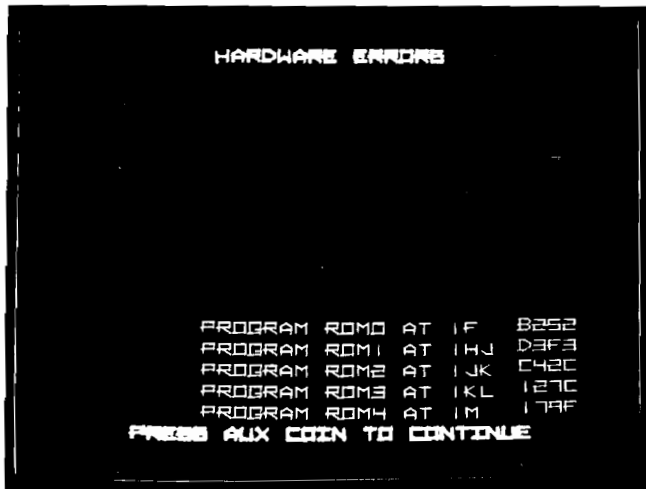 HARDWARE ERRORS
PROGRAM ROM0 AT 1F B252
PROGRAM ROM1 AT 1HJ D3F3
PROGRAM ROM2 AT 1JK C42C
PROGRAM ROM3 AT 1KL 127C
PROGRAM ROM4 AT 1M 179F
PRESS AUX COIN TO CONTINUE